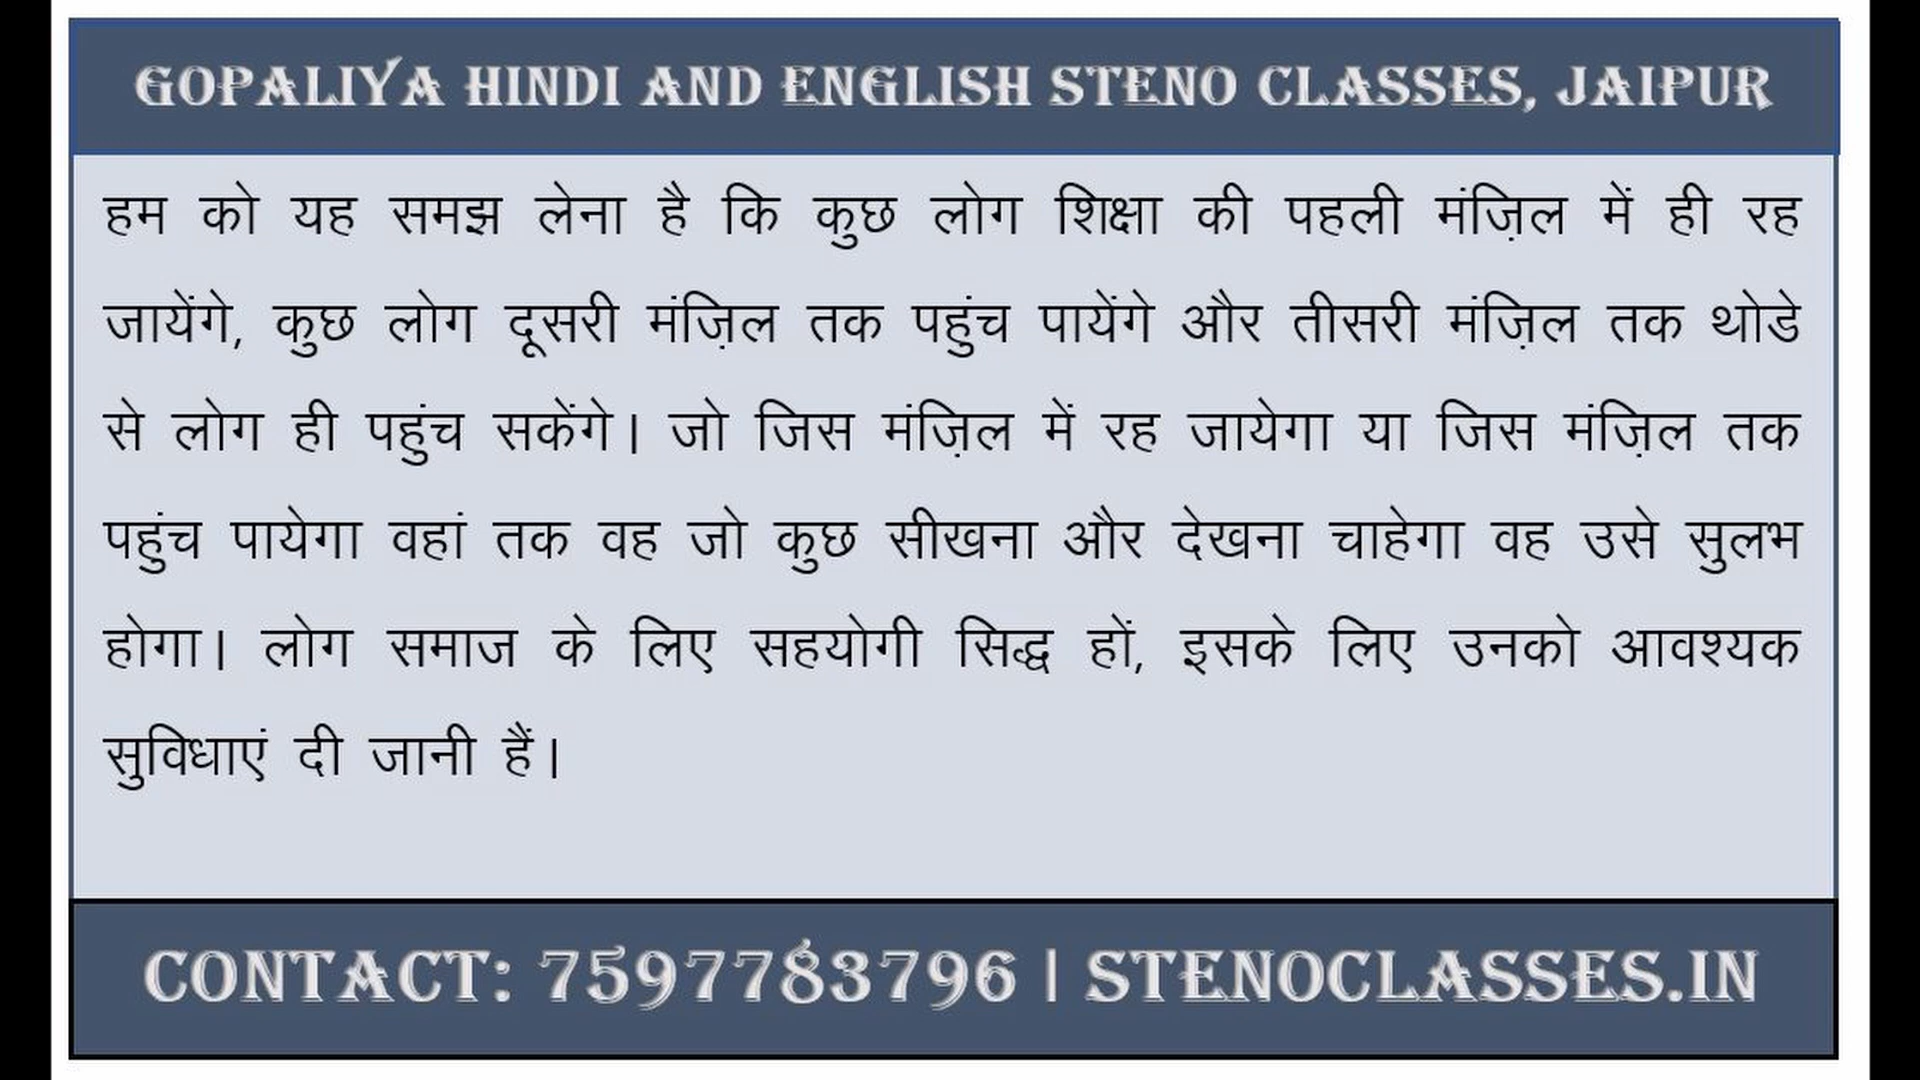 GOPALIYA HINDI AND ENGLISH STENO CLASSES, JAIPUR
हम को यह समझ लेना है कि कुछ लोग शिक्षा की पहली मंज़िल में ही रह
जायेंगे, कुछ लोग दूसरी मंज़िल तक पहुंच पायेंगे और तीसरी मंज़िल तक थोडे
से लोग ही पहुंच सकेंगे। जो जिस मंज़िल में रह जायेगा या जिस मंज़िल तक
पहुंच पायेगा वहां तक वह जो कुछ सीखना और देखना चाहेगा वह उसे सुलभ
होगा। लोग समाज के लिए सहयोगी सिद्ध हों, इसके लिए उनको आवश्यक
सुविधाएं दी जानी हैं।
CONTACT: 7597783796 | STENOCLASSES.IN